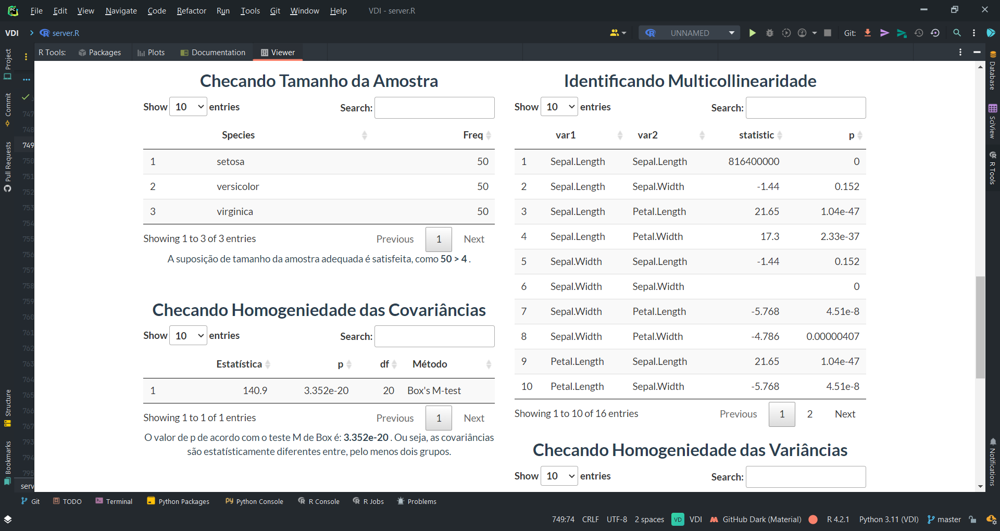 File Edit View Navigate Code Refactor Run Tools Git Window Help VDI - server.R
VDI server.R UNNAMED Git:
R Tools: Packages Plots Documentation Viewer
Project
Commit
Pull Requests
Structure
Bookmarks
747
748
749
750
751
752
753
754
755
756
757
758
759
760
761
762
763
764
765
766
767
793
794
795
serv
Checando Tamanho da Amostra
Show 10 entries Search:
Species Freq
1 setosa 50
2 versicolor 50
3 virginica 50
Showing 1 to 3 of 3 entries Previous 1 Next
A suposição de tamanho da amostra adequada é satisfeita, como 50 > 4 .
Checando Homogeniedade das Covariâncias
Show 10 entries Search:
Estatística p df Método
1 140.9 3.352e-20 20 Box's M-test
Showing 1 to 1 of 1 entries Previous 1 Next
O valor de p de acordo com o teste M de Box é: 3.352e-20 . Ou seja, as covariâncias
são estatísticamente diferentes entre, pelo menos dois grupos.
Identificando Multicollinearidade
Show 10 entries Search:
var1 var2 statistic p
1 Sepal.Length Sepal.Length 816400000 0
2 Sepal.Length Sepal.Width -1.44 0.152
3 Sepal.Length Petal.Length 21.65 1.04e-47
4 Sepal.Length Petal.Width 17.3 2.33e-37
5 Sepal.Width Sepal.Length -1.44 0.152
6 Sepal.Width Sepal.Width 0
7 Sepal.Width Petal.Length -5.768 4.51e-8
8 Sepal.Width Petal.Width -4.786 0.00000407
9 Petal.Length Sepal.Length 21.65 1.04e-47
10 Petal.Length Sepal.Width -5.768 4.51e-8
Showing 1 to 10 of 16 entries Previous 1 2 Next
Checando Homogeniedade das Variâncias
Show 10 entries Search:
Database
SciView
R Tools
Notifications
Git TODO Terminal Python Packages Python Console R Console R Jobs Problems
749:74 CRLF UTF-8 2 spaces VD VDI GitHub Dark (Material) R 4.2.1 Python 3.11 (VDI) master